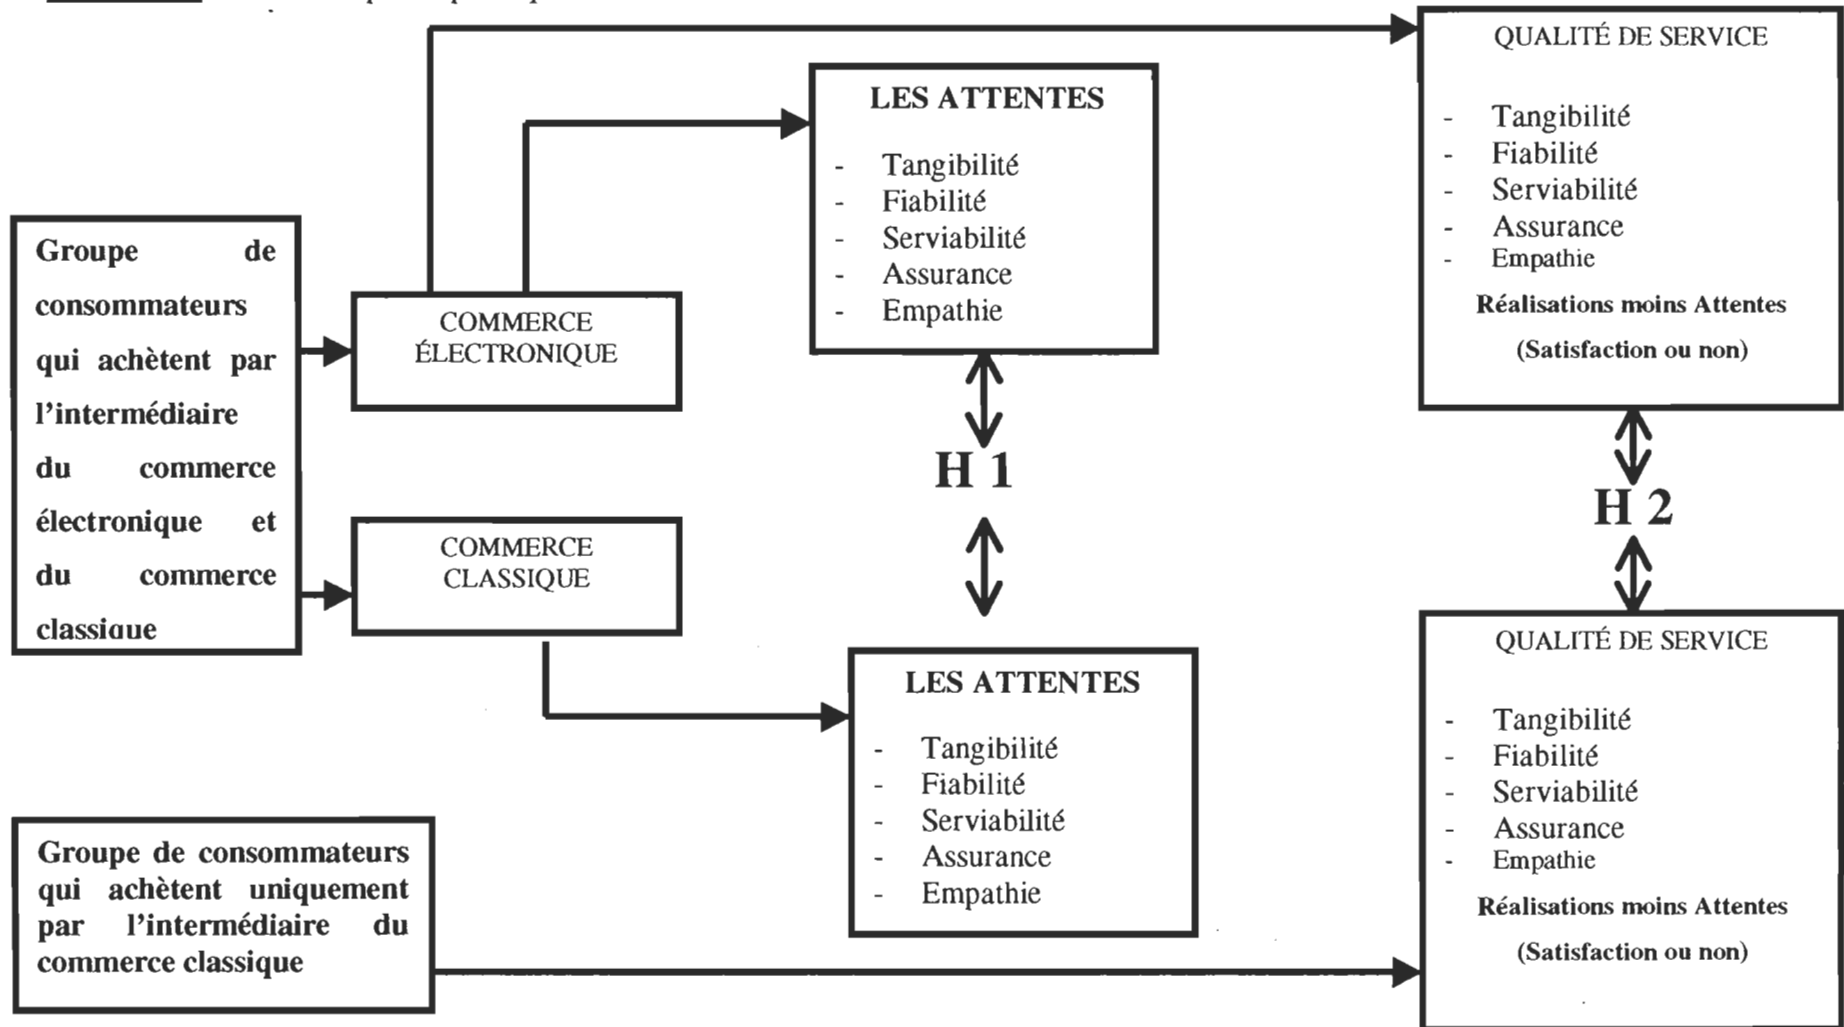 QUALITÉ DE SERVICE
- Tangibilité
- Fiabilité
- Serviabilité
- Assurance
- Empathie
Réalisations moins Attentes
(Satisfaction ou non)
LES ATTENTES
- Tangibilité
- Fiabilité
- Serviabilité
- Assurance
- Empathie
Groupe de
consommateurs
qui achètent par
l'intermédiaire
du commerce
électronique et
du commerce
classique
COMMERCE
ÉLECTRONIQUE
H 1
H 2
COMMERCE
CLASSIQUE
LES ATTENTES
- Tangibilité
- Fiabilité
- Serviabilité
- Assurance
- Empathie
QUALITÉ DE SERVICE
- Tangibilité
- Fiabilité
- Serviabilité
- Assurance
- Empathie
Réalisations moins Attentes
(Satisfaction ou non)
Groupe de consommateurs
qui achètent uniquement
par l'intermédiaire du
commerce classique